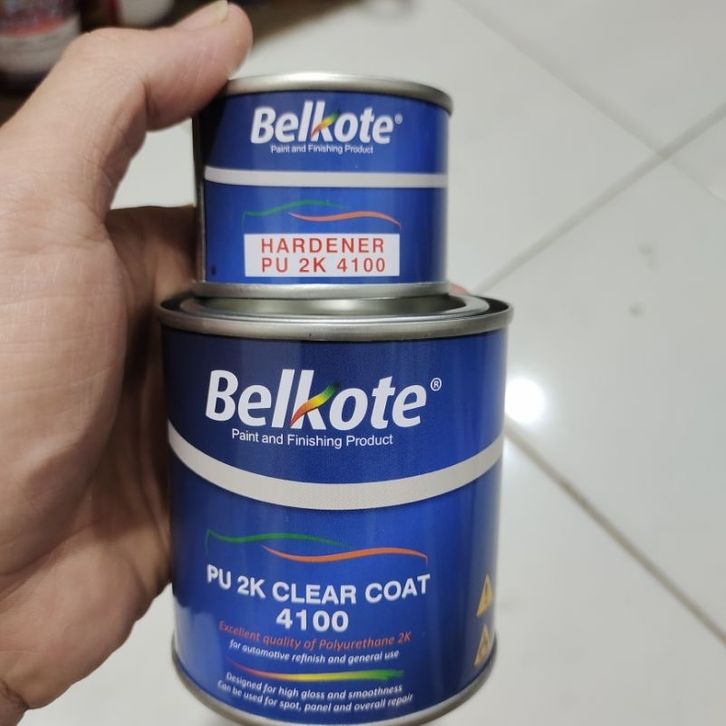 Belkote®
Paint and Finishing Product
HARDENER
PU 2K 4100
Belkote®
Paint and Finishing Product
PU 2K CLEAR COAT
4100
Excellent quality of Polyurethane 2K
for automotive refinish and general use
Designed for high gloss and smoothness
Can be used for spot, panel and overall repair